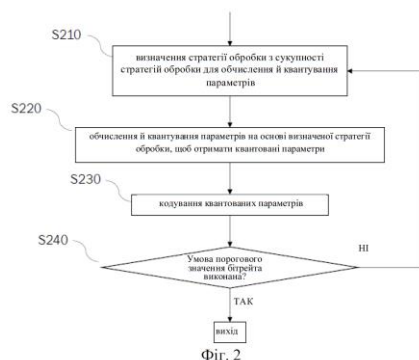 S210
визначення стратегії обробки з сукупності
стратегій обробки для обчислення й квантування
параметрів
S220
обчислення й квантування параметрів на основі визначеної стратегії
обробки, щоб отримати квантовані параметри
S230
кодування квантованих параметрів
S240
Умова порогового
значення бітрейта
виконана?
НІ
ТАК
вихід
Фіг. 2